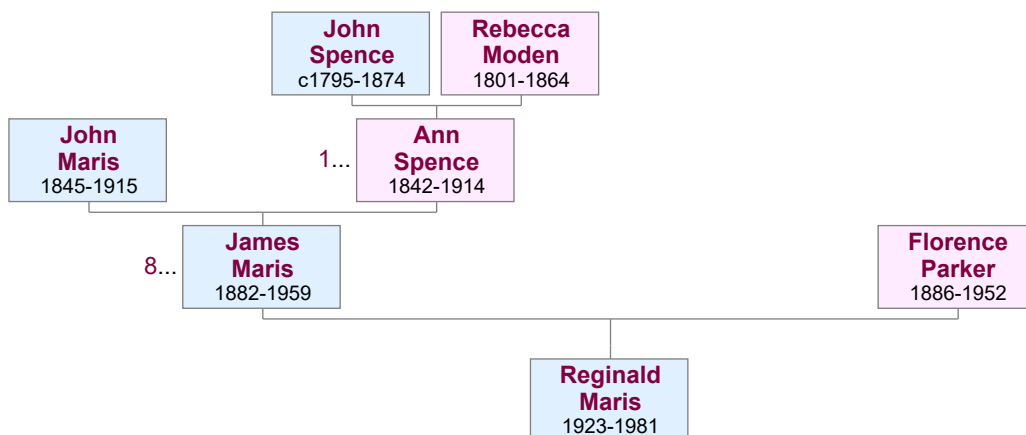 John
Spence
c1795-1874
Rebecca
Moden
1801-1864
John
Maris
1845-1915
1...
Ann
Spence
1842-1914
8...
James
Maris
1882-1959
Florence
Parker
1886-1952
Reginald
Maris
1923-1981